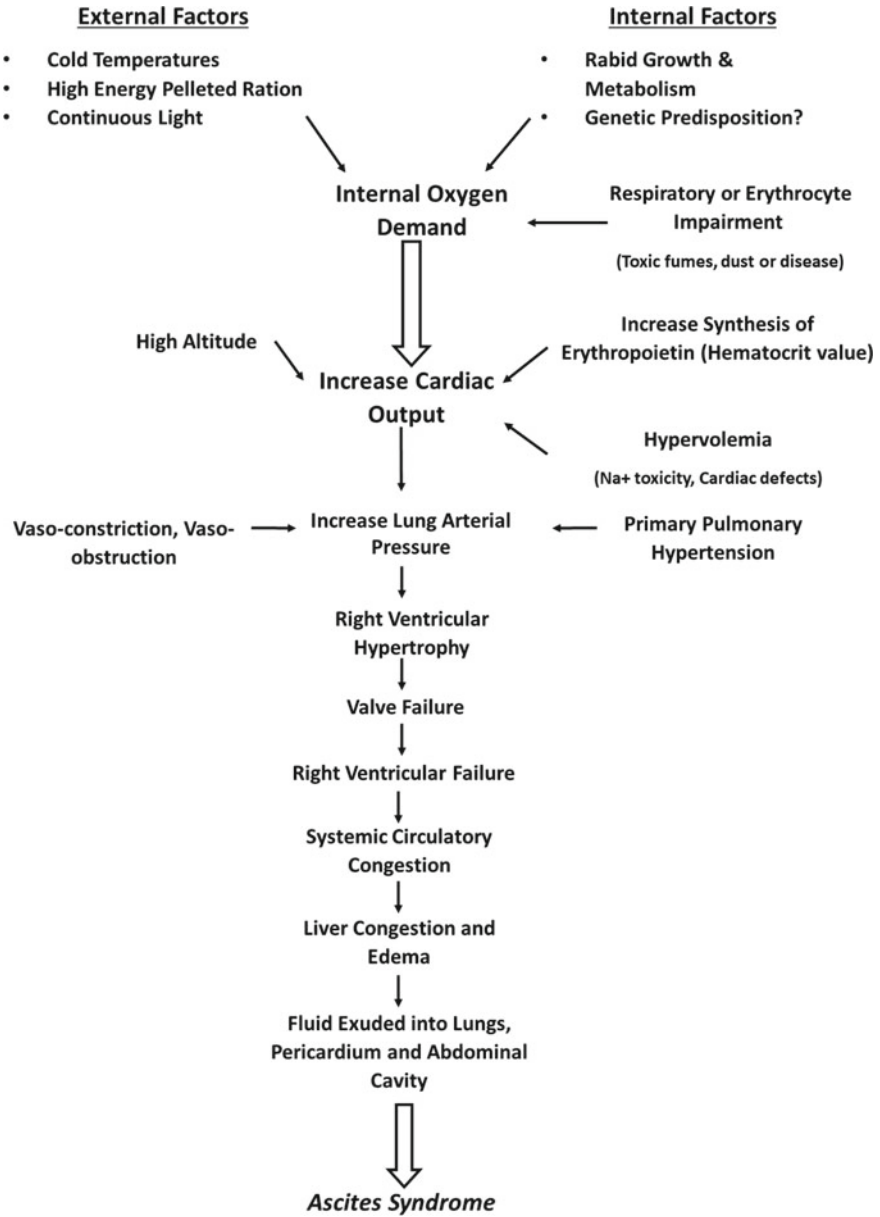 External Factors
• Cold Temperatures
• High Energy Pelleted Ration
• Continuous Light
Internal Factors
• Rabid Growth &
Metabolism
• Genetic Predisposition?
Internal Oxygen
Demand
Respiratory or Erythrocyte
Impairment
(Toxic fumes, dust or disease)
High Altitude
Increase Synthesis of
Erythropoietin (Hematocrit value)
Increase Cardiac
Output
Hypervolemia
(Na+ toxicity, Cardiac defects)
Vaso-constriction, Vaso-
obstruction
Increase Lung Arterial
Pressure
Primary Pulmonary
Hypertension
Right Ventricular
Hypertrophy
Valve Failure
Right Ventricular Failure
Systemic Circulatory
Congestion
Liver Congestion and
Edema
Fluid Exuded into Lungs,
Pericardium and Abdominal
Cavity
Ascites Syndrome